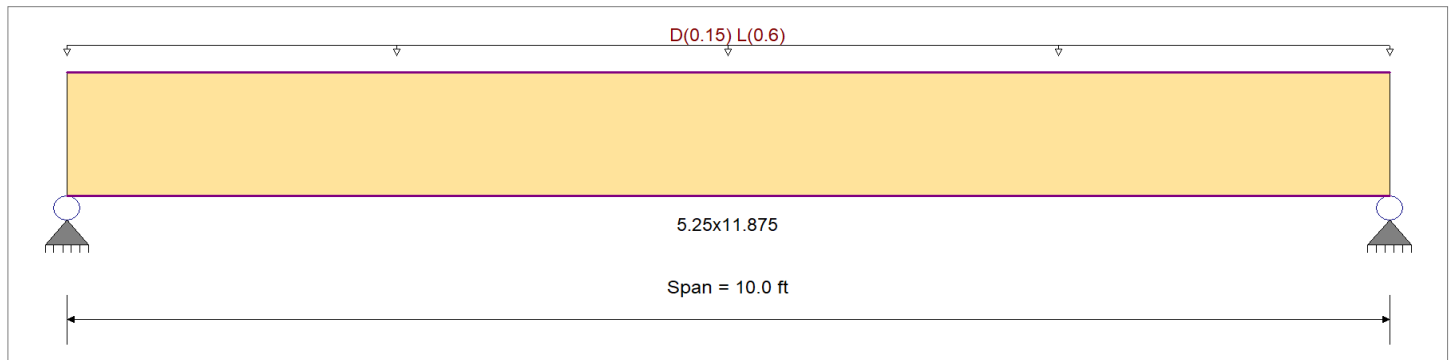 D(0.15) L(0.6)
5.25x11.875
Span = 10.0 ft